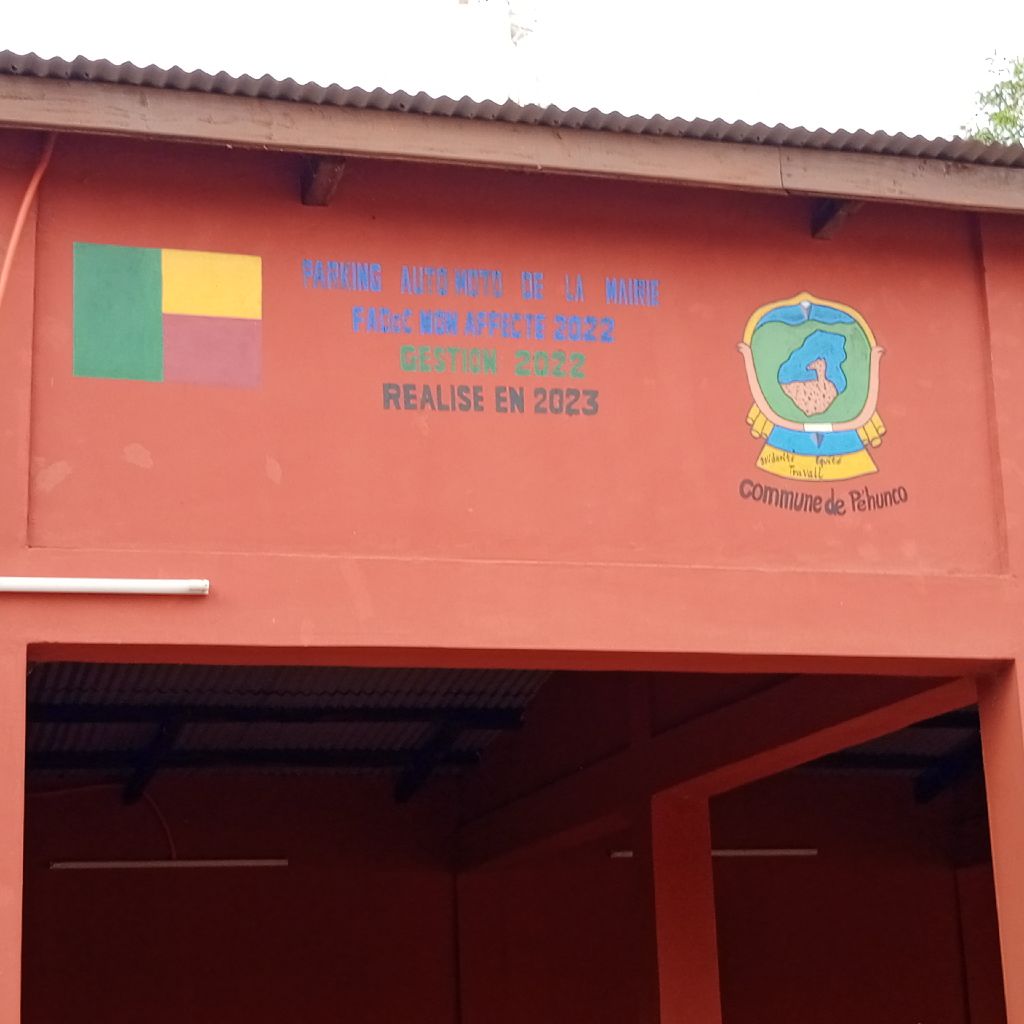 PARKING AUTO-MOTO DE LA MAIRIE
FADeC NON AFFECTE 2022
GESTION 2022
REALISE EN 2023
Solidarité Equité
Travail
Commune de Péhunco